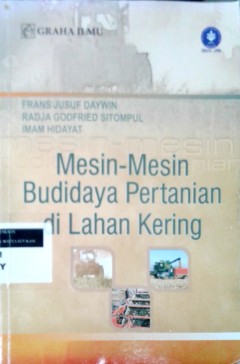 GRAHA ILMU
FRANS JUSUF DAYWIN
RADJA GODFRIED SITOMPUL
IMAM HIDAYAT
Mesin-Mesin
Budidaya Pertanian
di Lahan Kering